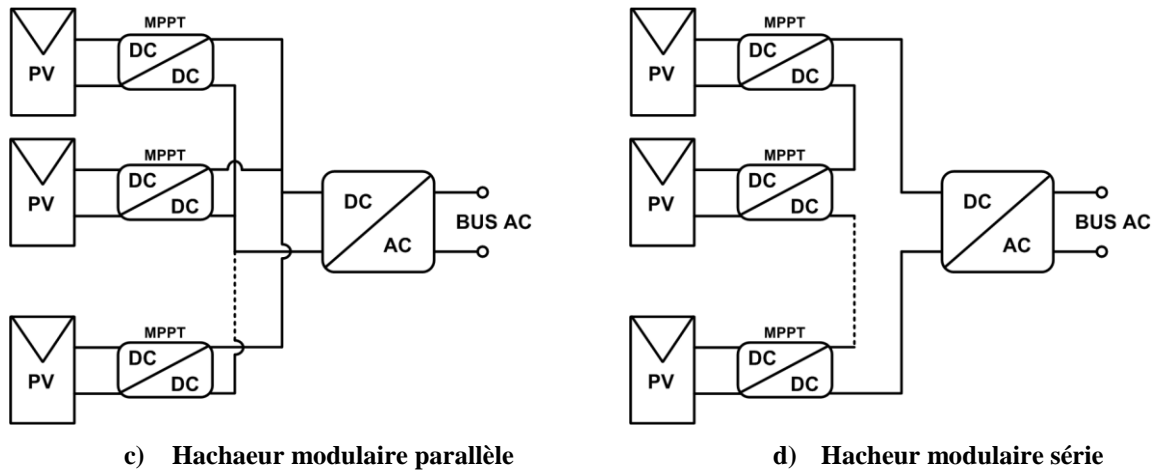 MPPT
DC
DC
PV
MPPT
DC
DC
PV
DC
AC
BUS AC
MPPT
DC
DC
PV
c) Hachaeur modulaire parallèle
MPPT
DC
DC
PV
MPPT
DC
DC
PV
DC
AC
BUS AC
MPPT
DC
DC
PV
d) Hacheur modulaire série